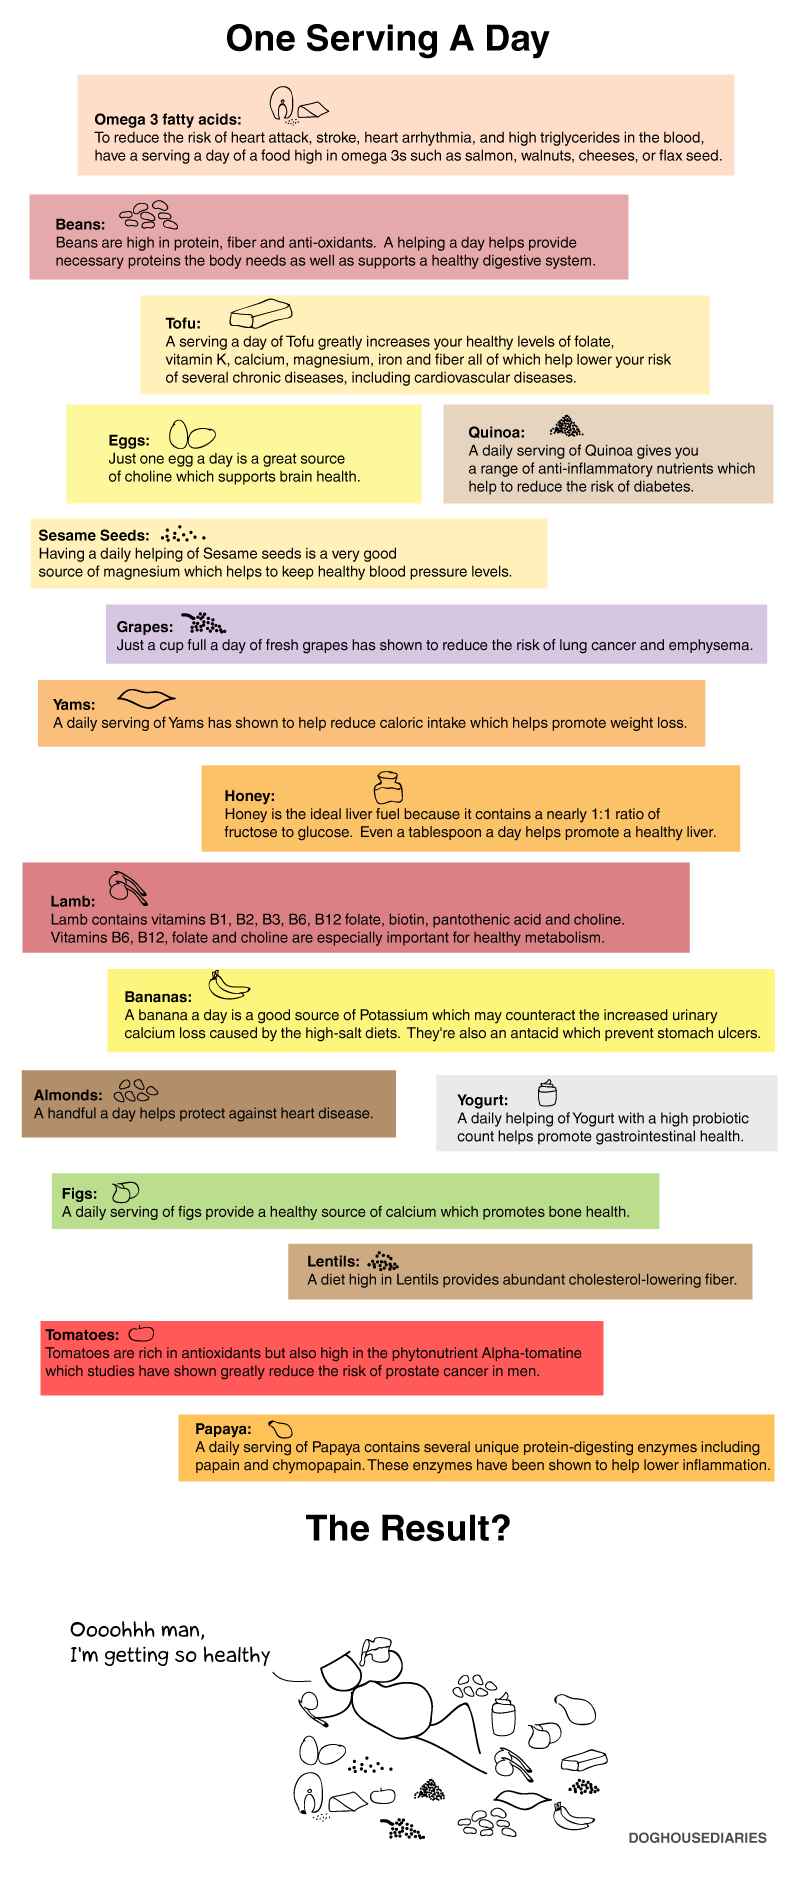 One Serving A Day
Omega 3 fatty acids:
To reduce the risk of heart attack, stroke, heart arrhythmia, and high triglycerides in the blood,
have a serving a day of a food high in omega 3s such as salmon, walnuts, cheeses, or flax seed.
Beans:
Beans are high in protein, fiber and anti-oxidants. A helping a day helps provide
necessary proteins the body needs as well as supports a healthy digestive system.
Tofu:
A serving a day of Tofu greatly increases your healthy levels of folate,
vitamin K, calcium, magnesium, iron and fiber all of which help lower your risk
of several chronic diseases, including cardiovascular diseases.
Eggs:
Just one egg a day is a great source
of choline which supports brain health.
Quinoa:
A daily serving of Quinoa gives you
a range of anti-inflammatory nutrients which
help to reduce the risk of diabetes.
Sesame Seeds:
Having a daily helping of Sesame seeds is a very good
source of magnesium which helps to keep healthy blood pressure levels.
Grapes:
Just a cup full a day of fresh grapes has shown to reduce the risk of lung cancer and emphysema.
Yams:
A daily serving of Yams has shown to help reduce caloric intake which helps promote weight loss.
Honey:
Honey is the ideal liver fuel because it contains a nearly 1:1 ratio of
fructose to glucose. Even a tablespoon a day helps promote a healthy liver.
Lamb:
Lamb contains vitamins B1, B2, B3, B6, B12 folate, biotin, pantothenic acid and choline.
Vitamins B6, B12, folate and choline are especially important for healthy metabolism.
Bananas:
A banana a day is a good source of Potassium which may counteract the increased urinary
calcium loss caused by the high-salt diets. They're also an antacid which prevent stomach ulcers.
Almonds:
A handful a day helps protect against heart disease.
Yogurt:
A daily helping of Yogurt with a high probiotic
count helps promote gastrointestinal health.
Figs:
A daily serving of figs provide a healthy source of calcium which promotes bone health.
Lentils:
A diet high in Lentils provides abundant cholesterol-lowering fiber.
Tomatoes:
Tomatoes are rich in antioxidants but also high in the phytonutrient Alpha-tomatine
which studies have shown greatly reduce the risk of prostate cancer in men.
Papaya:
A daily serving of Papaya contains several unique protein-digesting enzymes including
papain and chymopapain. These enzymes have been shown to help lower inflammation.
The Result?
Oooohhh man,
I'm getting so healthy
DOGHOUSEDIARIES